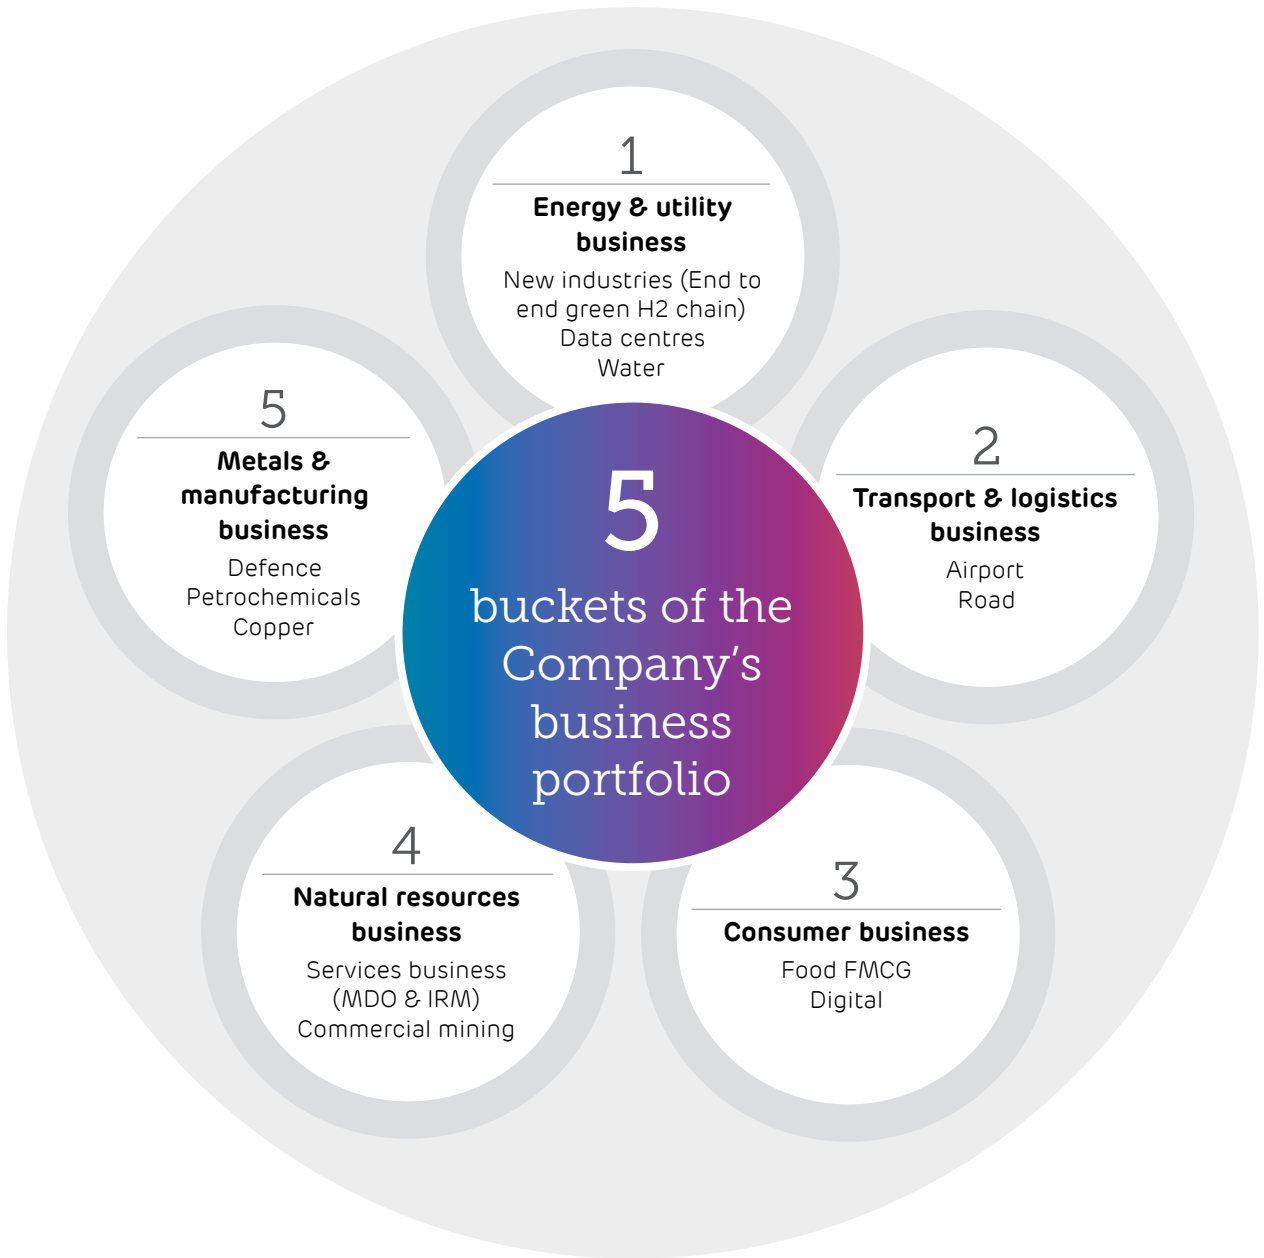 1
Energy & utility
business
New industries (End to
end green H2 chain)
Data centres
Water
2
Transport & logistics
business
Airport
Road
3
Consumer business
Food FMCG
Digital
4
Natural resources
business
Services business
(MDO & IRM)
Commercial mining
5
Metals &
manufacturing
business
Defence
Petrochemicals
Copper
5
buckets of the
Company’s
business
portfolio